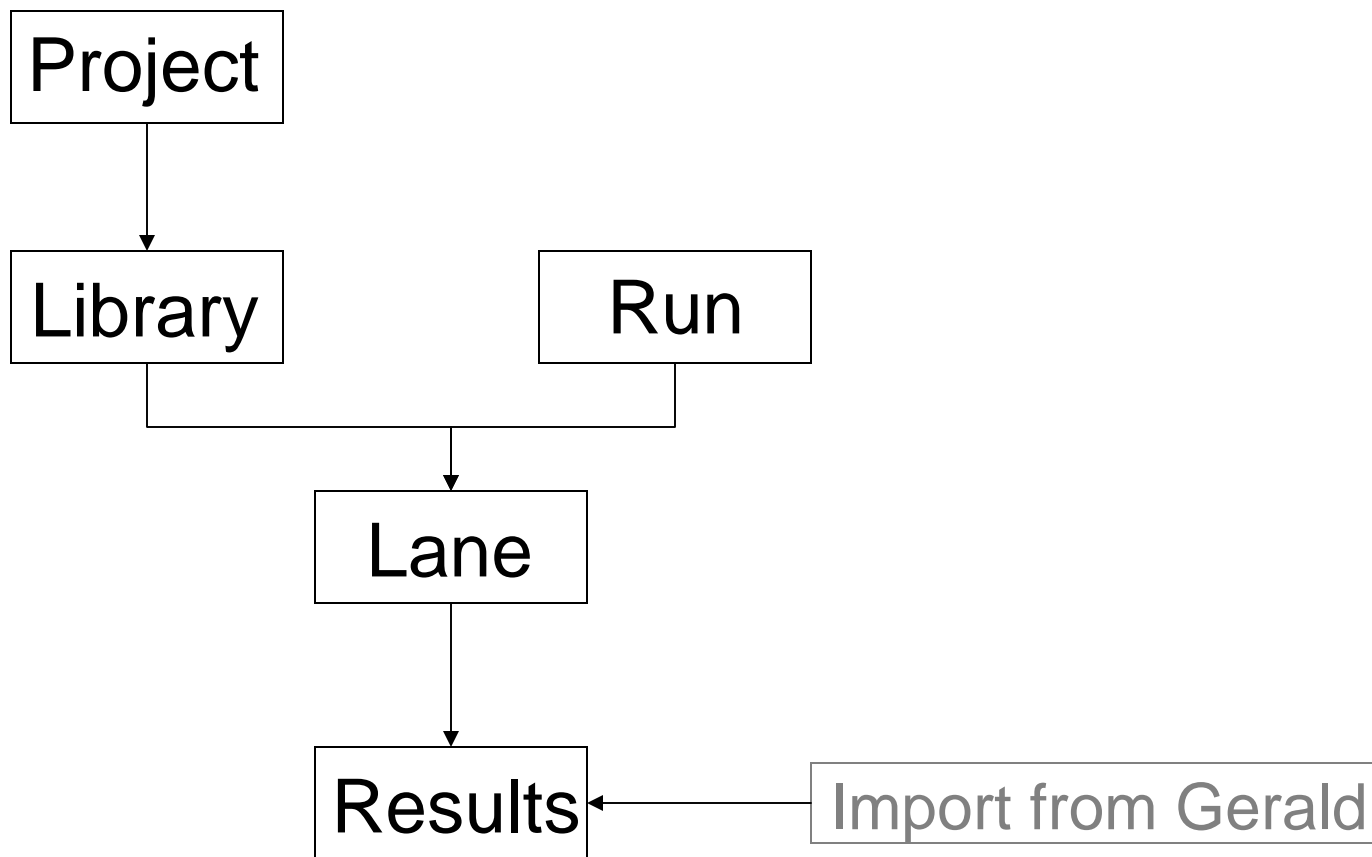 Project
Library
Run
Lane
Results
Import from Gerald